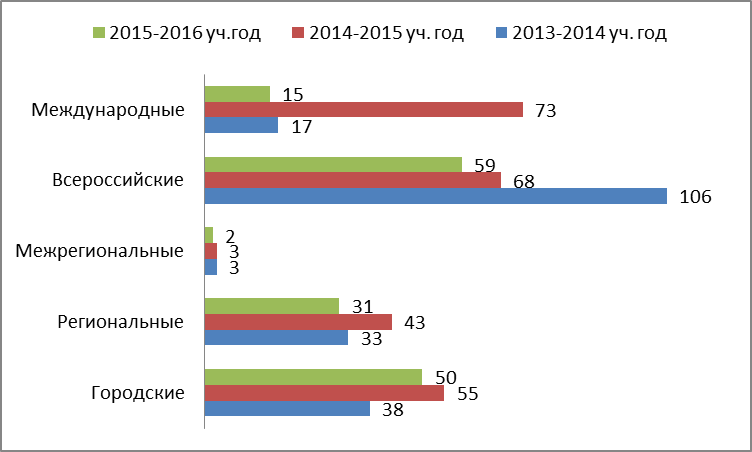 2015-2016 уч.год 2014-2015 уч. год 2013-2014 уч. год
Международные
15
73
17
Всероссийские
59
68
106
Межрегиональные
2
3
3
Региональные
31
43
33
Городские
50
55
38